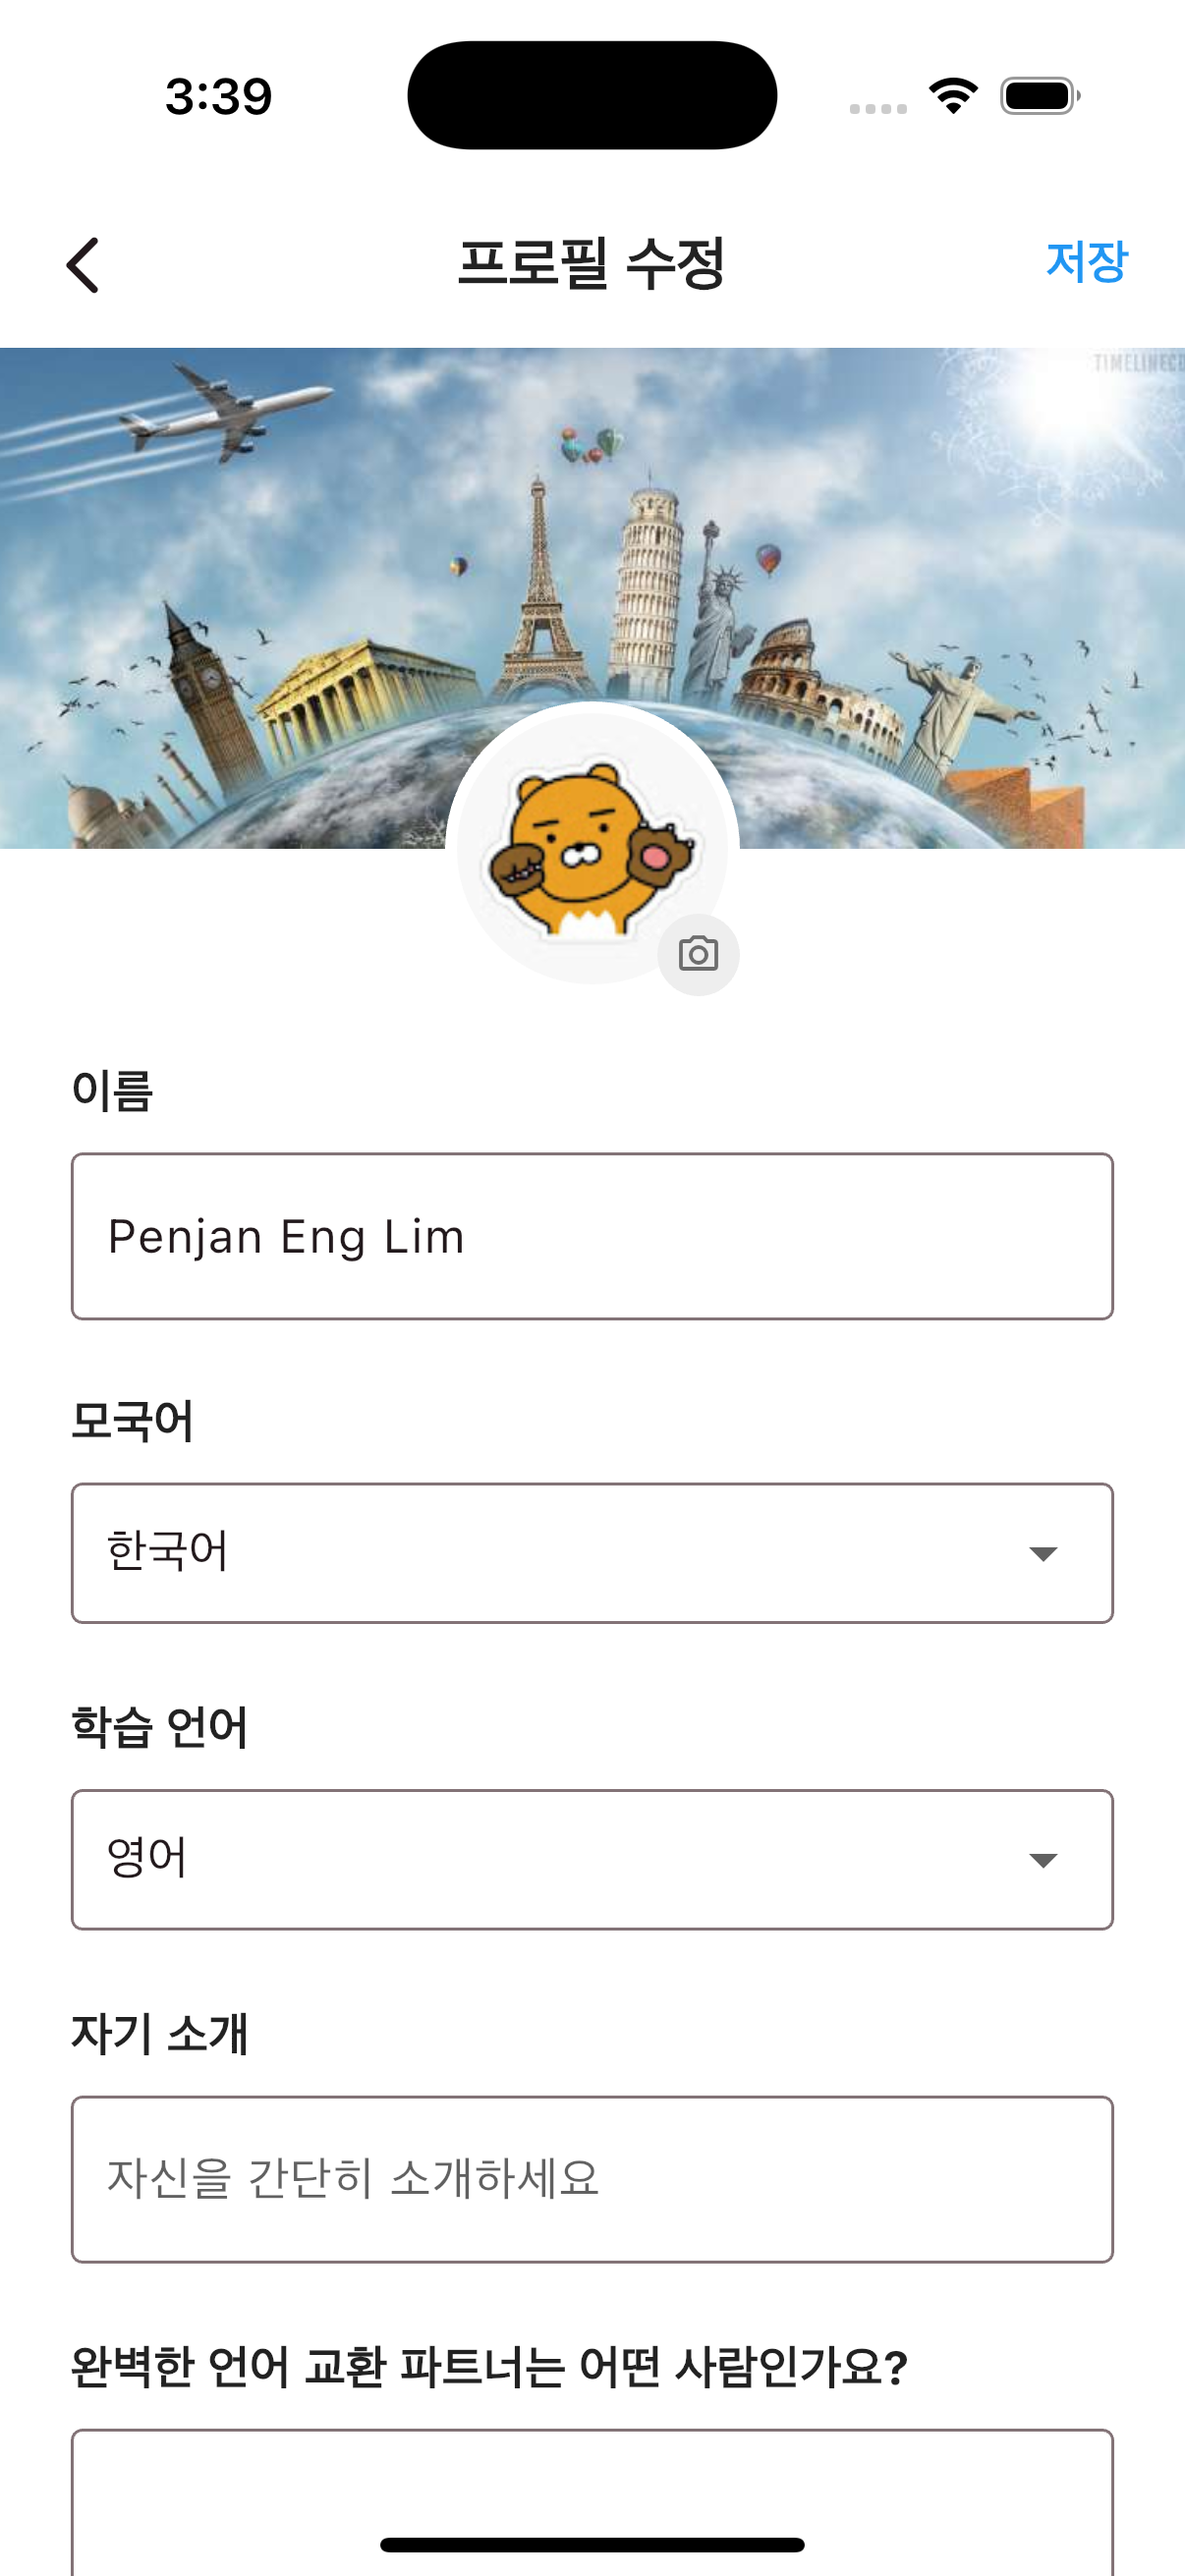 3:39
프로필 수정
저장
이름
Penjan Eng Lim
모국어
한국어
학습 언어
영어
자기 소개
자신을 간단히 소개하세요
완벽한 언어 교환 파트너는 어떤 사람인가요?